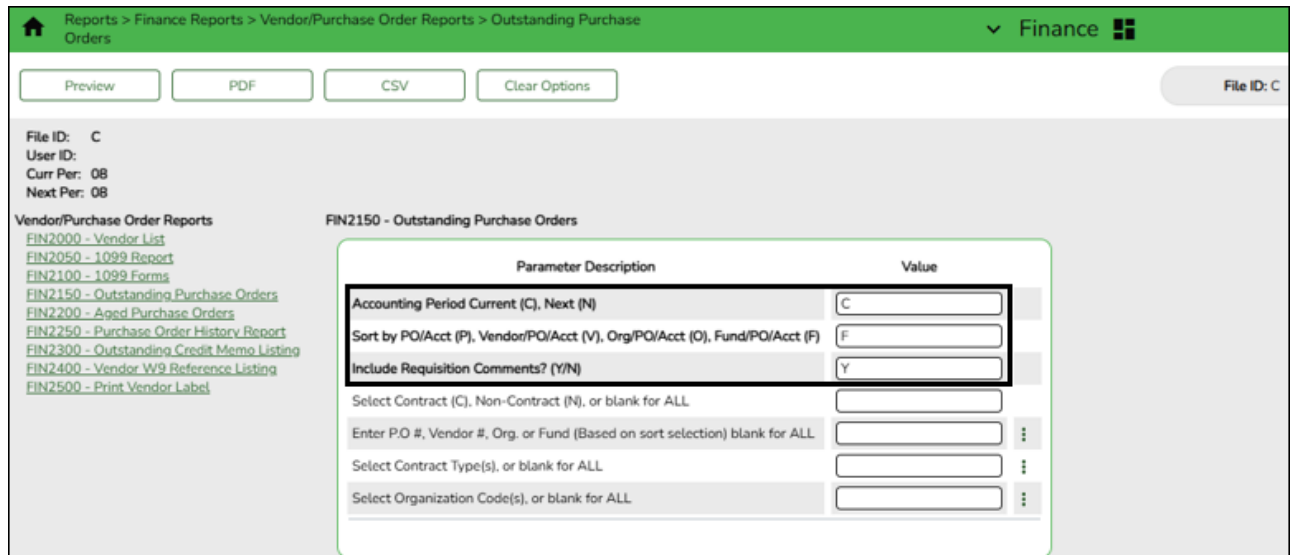 Reports > Finance Reports > Vendor/Purchase Order Reports > Outstanding Purchase
Orders
Finance
Preview
PDF
CSV
Clear Options
File ID: C
File ID: C
User ID:
Curr Per: 08
Next Per: 08
Vendor/Purchase Order Reports
FIN2000 - Vendor List
FIN2050 - 1099 Report
FIN2100 - 1099 Forms
FIN2150 - Outstanding Purchase Orders
FIN2200 - Aged Purchase Orders
FIN2250 - Purchase Order History Report
FIN2300 - Outstanding Credit Memo Listing
FIN2400 - Vendor W9 Reference Listing
FIN2500 - Print Vendor Label
FIN2150 - Outstanding Purchase Orders
Parameter Description Value
Accounting Period Current (C), Next (N) C
Sort by PO/Acct (P), Vendor/PO/Acct (V), Org/PO/Acct (O), Fund/PO/Acct (F) F
Include Requisition Comments? (Y/N) Y
Select Contract (C), Non-Contract (N), or blank for ALL
Enter P.O #, Vendor #, Org. or Fund (Based on sort selection) blank for ALL
Select Contract Type(s), or blank for ALL
Select Organization Code(s), or blank for ALL